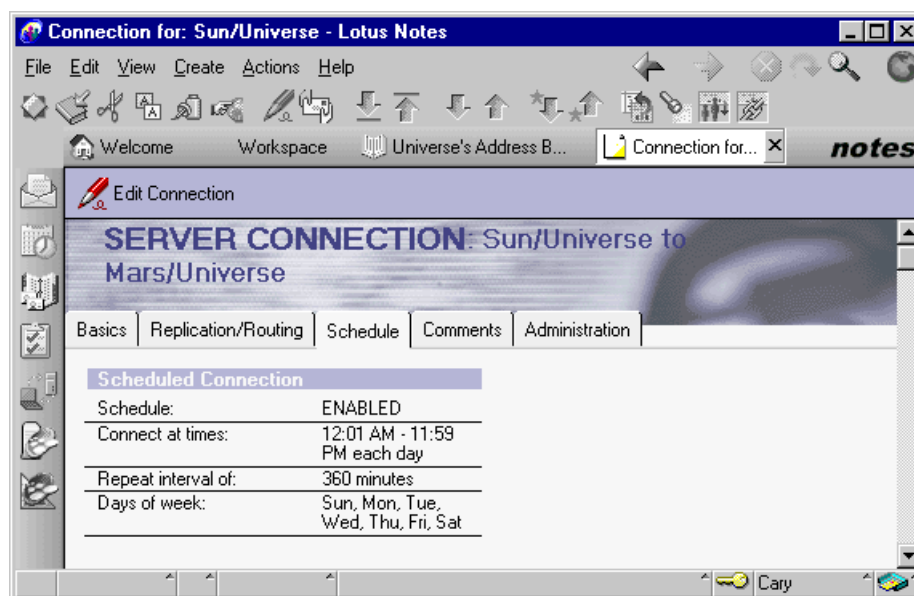 Connection for: Sun/Universe - Lotus Notes
File Edit View Create Actions Help
Welcome Workspace Universe's Address B... Connection for... notes
Edit Connection
SERVER CONNECTION: Sun/Universe to
Mars/Universe
Basics Replication/Routing Schedule Comments Administration
Scheduled Connection
Schedule: ENABLED
Connect at times: 12:01 AM - 11:59
PM each day
Repeat interval of: 360 minutes
Days of week: Sun, Mon, Tue,
Wed, Thu, Fri, Sat
Cary